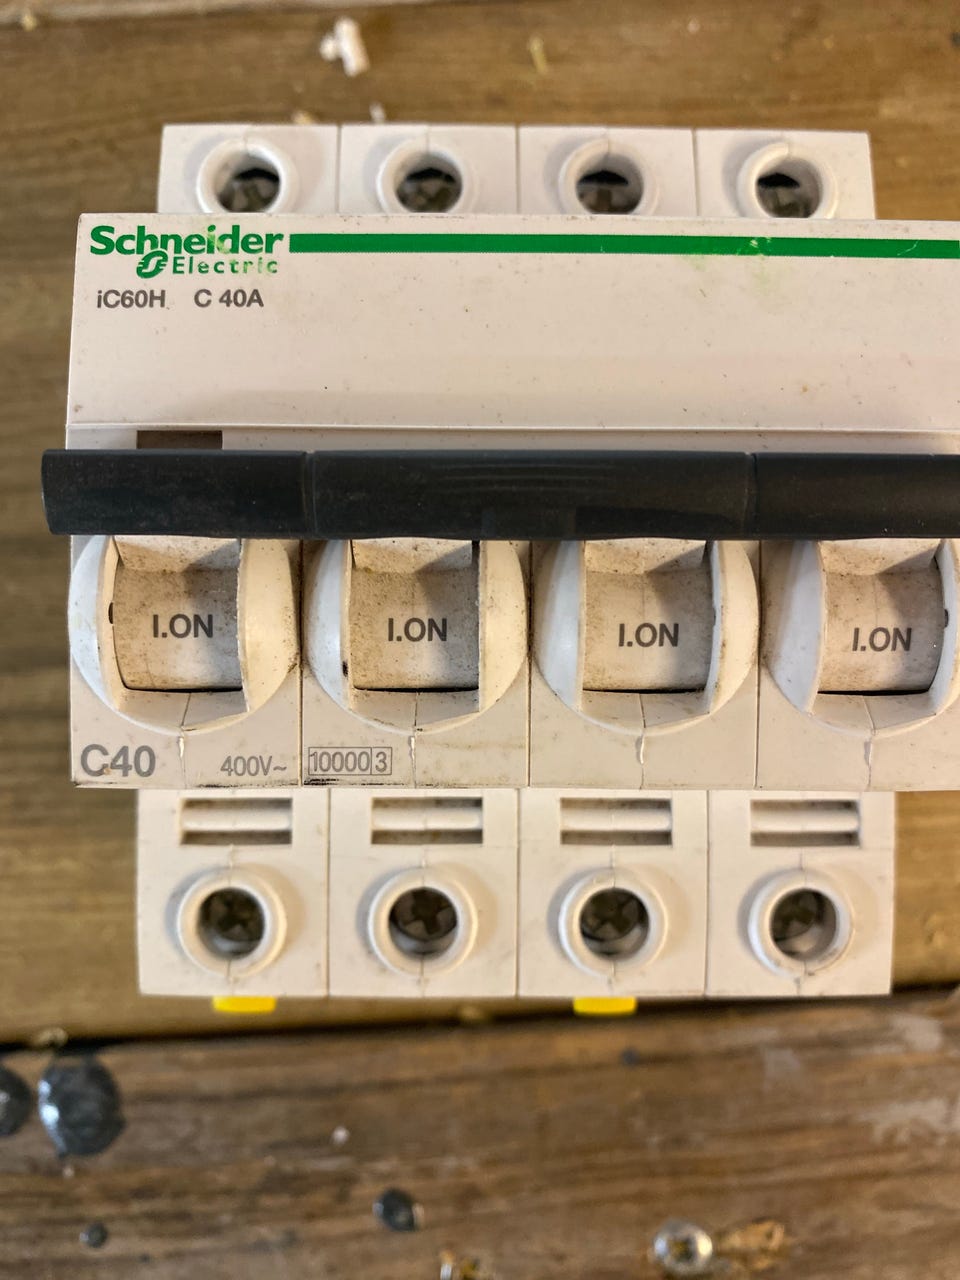 Schneider
Electric
iC60H C 40A
I.ON I.ON I.ON I.ON
C40 400V~ 10000 3